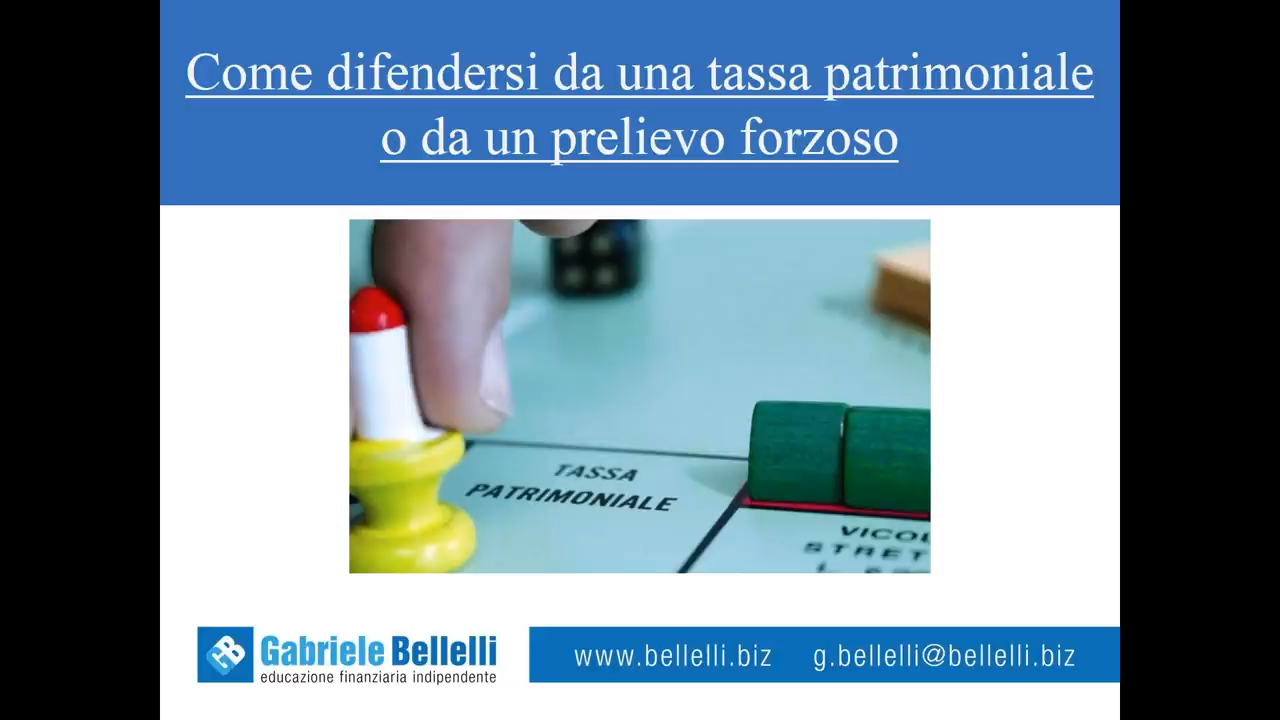 Come difendersi da una tassa patrimoniale
o da un prelievo forzoso
TASSA
PATRIMONIALE
Gabriele Bellelli
educazione finanziaria indipendente
www.bellelli.biz g.bellelli@bellelli.biz